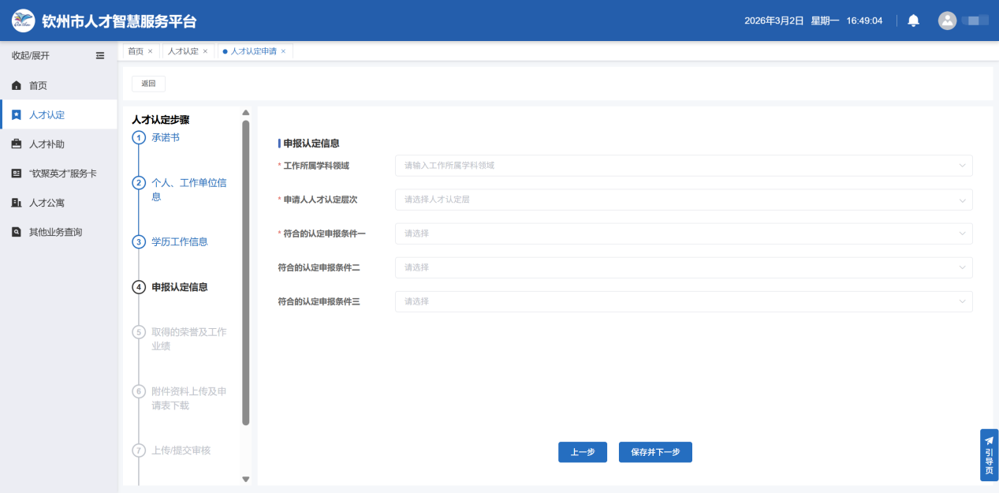 钦州市人才智慧服务平台
2026年3月2日 星期一 16:49:04
收起/展开
首页 × 人才认定 × 人才认定申请 ×
首页
人才认定
人才补助
“钦聚英才”服务卡
人才公寓
其他业务查询
返回
人才认定步骤
1 承诺书
2 个人、工作单位信
息
3 学历工作信息
4 申报认定信息
5 取得的荣誉及工作
业绩
6 附件资料上传及申
请表下载
7 上传/提交审核
申报认定信息
* 工作所属学科领域 请输入工作所属学科领域
* 申请人人才认定层次 请选择人才认定层
* 符合的认定申报条件一 请选择
符合的认定申报条件二 请选择
符合的认定申报条件三 请选择
上一步 保存并下一步
引导页